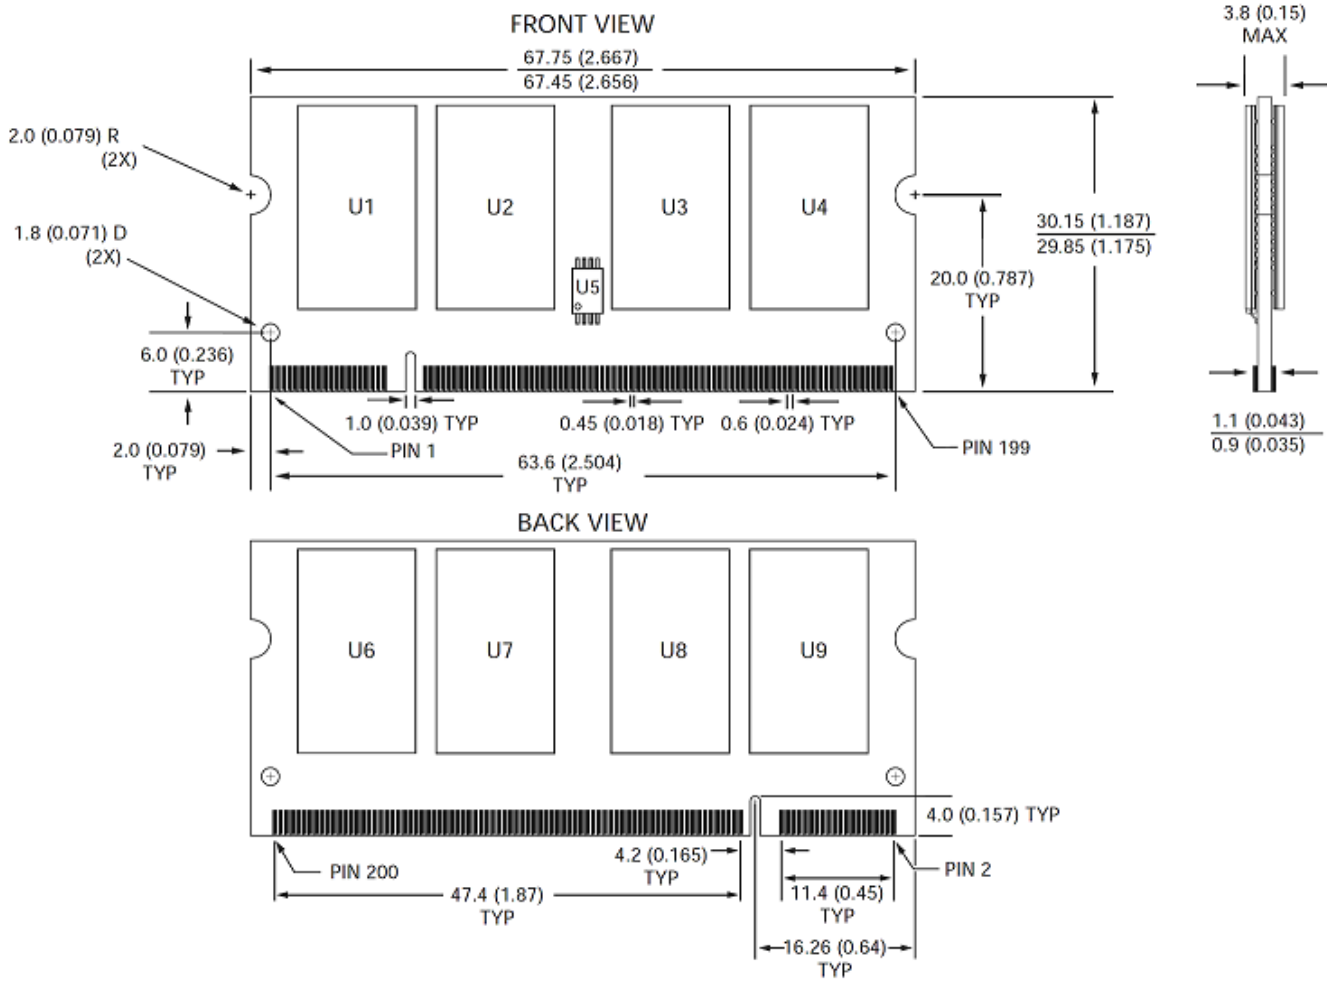 FRONT VIEW
3.8 (0.15)
MAX
67.75 (2.667)
67.45 (2.656)
2.0 (0.079) R
(2X)
U1
U2
U3
U4
1.8 (0.071) D
(2X)
30.15 (1.187)
29.85 (1.175)
20.0 (0.787)
TYP
U5
6.0 (0.236)
TYP
1.0 (0.039) TYP
0.45 (0.018) TYP
0.6 (0.024) TYP
1.1 (0.043)
0.9 (0.035)
2.0 (0.079)
TYP
PIN 1
PIN 199
63.6 (2.504)
TYP
BACK VIEW
U6
U7
U8
U9
4.0 (0.157) TYP
PIN 200
4.2 (0.165)
TYP
PIN 2
47.4 (1.87)
TYP
11.4 (0.45)
TYP
16.26 (0.64)
TYP